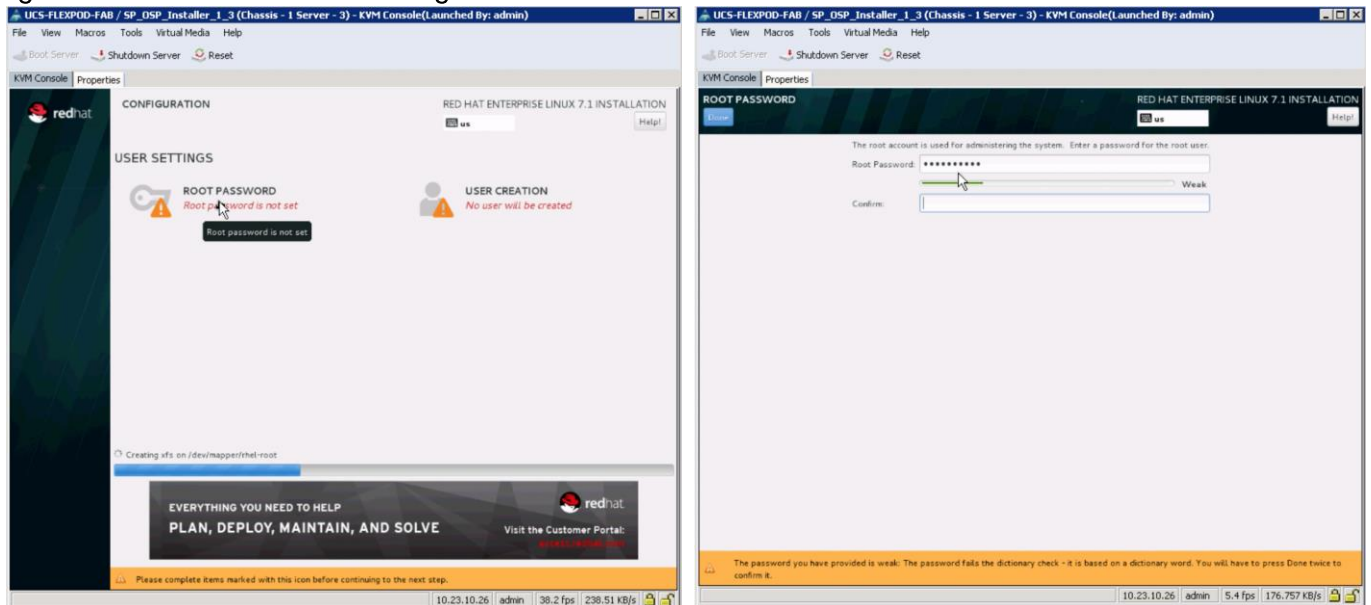 UCS-FLEXPOD-FAB / SP_OSP_Installer_1_3 (Chassis - 1 Server - 3) - KVM Console(Launched By: admin)
File View Macros Tools Virtual Media Help
Boot Server Shutdown Server Reset
KVM Console Properties
redhat
CONFIGURATION
RED HAT ENTERPRISE LINUX 7.1 INSTALLATION
us
Help!
USER SETTINGS
ROOT PASSWORD
Root password is not set
USER CREATION
No user will be created
Root password is not set
Creating xfs on /dev/mapper/rhel-root
EVERYTHING YOU NEED TO HELP
PLAN, DEPLOY, MAINTAIN, AND SOLVE
redhat.
Visit the Customer Portal:
Please complete items marked with this icon before continuing to the next step.
10.23.10.26 admin 38.2 fps 238.51 KB/s
UCS-FLEXPOD-FAB / SP_OSP_Installer_1_3 (Chassis - 1 Server - 3) - KVM Console(Launched By: admin)
File View Macros Tools Virtual Media Help
Boot Server Shutdown Server Reset
KVM Console Properties
ROOT PASSWORD
Done
RED HAT ENTERPRISE LINUX 7.1 INSTALLATION
us
Help!
The root account is used for administering the system. Enter a password for the root user.
Root Password: ••••••••••
Weak
Confirm:
The password you have provided is weak: The password fails the dictionary check - it is based on a dictionary word. You will have to press Done twice to
confirm it.
10.23.10.26 admin 5.4 fps 176.757 KB/s